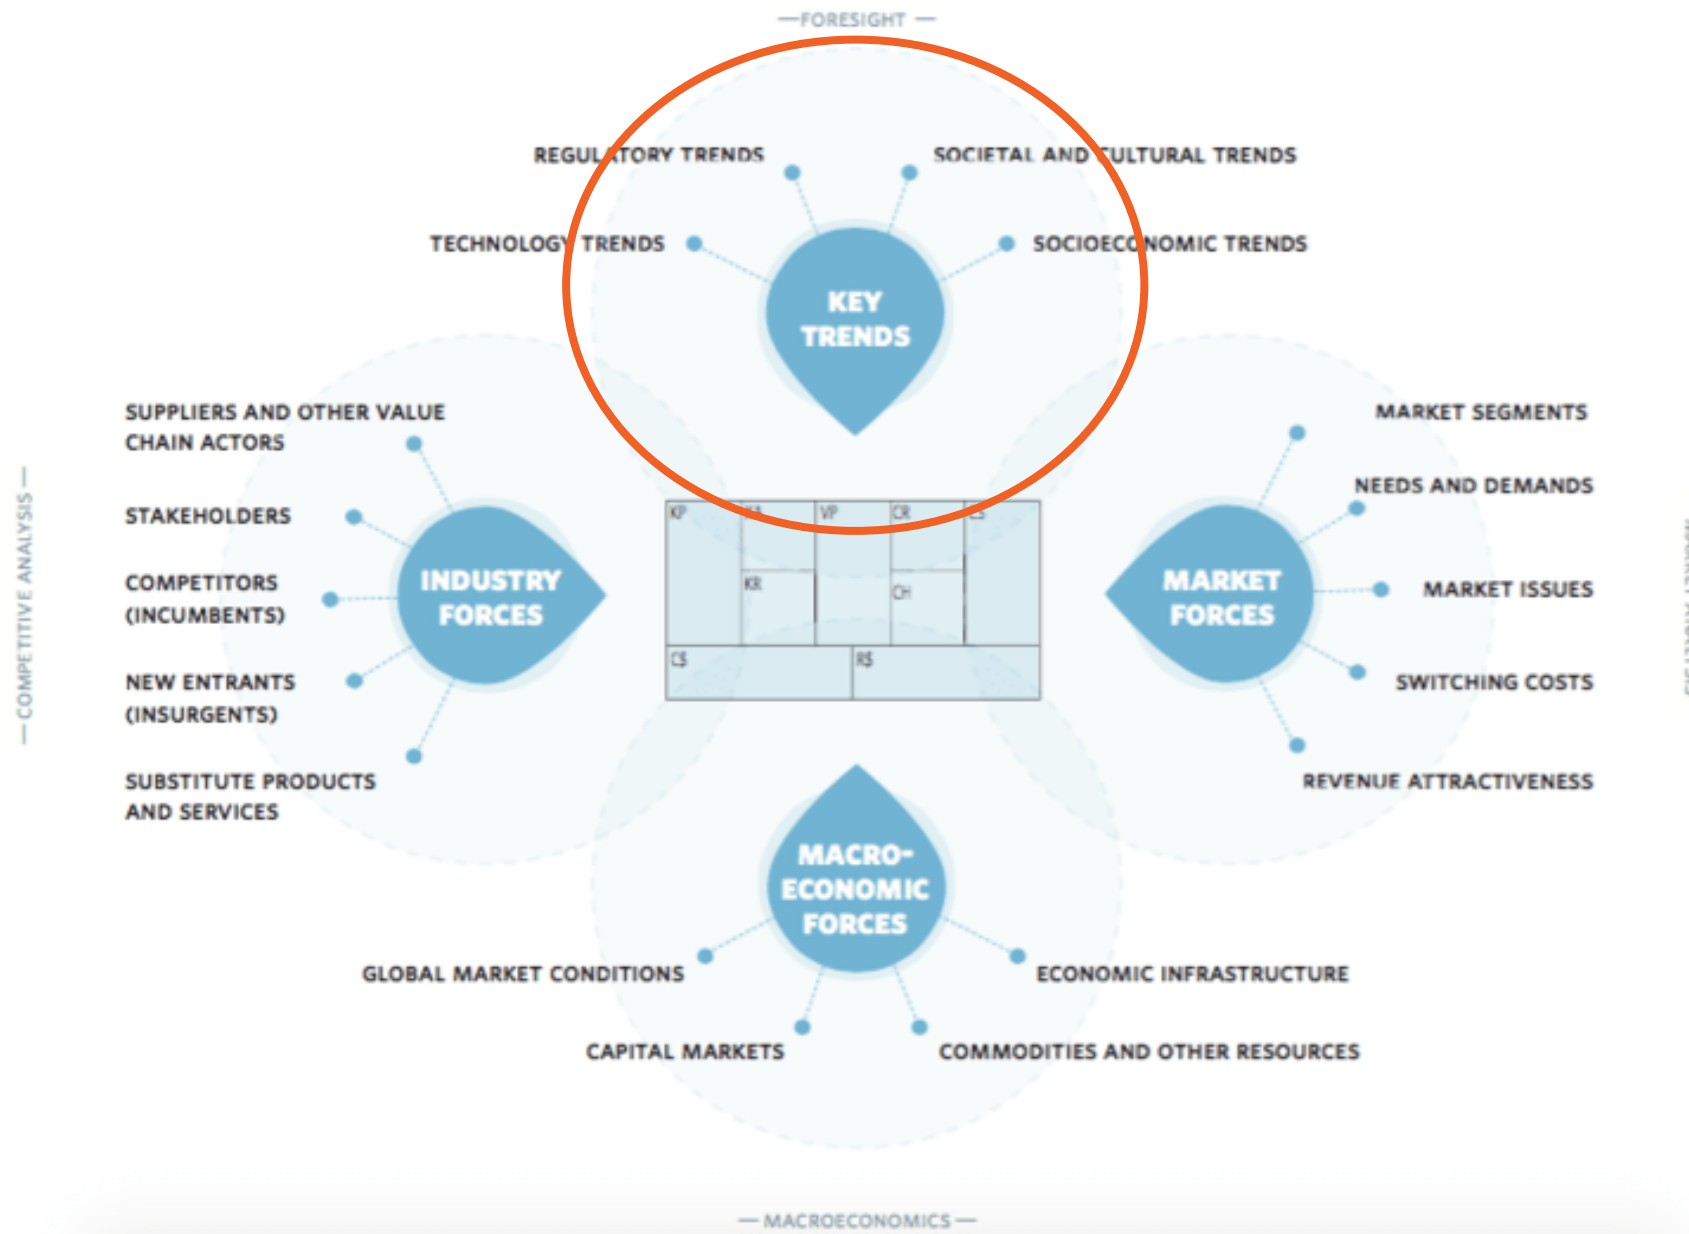 —FORESIGHT —
REGULATORY TRENDS
SOCIETAL AND CULTURAL TRENDS
TECHNOLOGY TRENDS
SOCIOECONOMIC TRENDS
KEY
TRENDS
SUPPLIERS AND OTHER VALUE
CHAIN ACTORS
STAKEHOLDERS
COMPETITORS
(INCUMBENTS)
NEW ENTRANTS
(INSURGENTS)
SUBSTITUTE PRODUCTS
AND SERVICES
— COMPETITIVE ANALYSIS —
INDUSTRY
FORCES
KP
VP
CR
CS
KR
CH
C$
R$
MARKET
FORCES
MARKET SEGMENTS
NEEDS AND DEMANDS
MARKET ISSUES
SWITCHING COSTS
REVENUE ATTRACTIVENESS
MACRO-
ECONOMIC
FORCES
GLOBAL MARKET CONDITIONS
ECONOMIC INFRASTRUCTURE
CAPITAL MARKETS
COMMODITIES AND OTHER RESOURCES
— MACROECONOMICS —